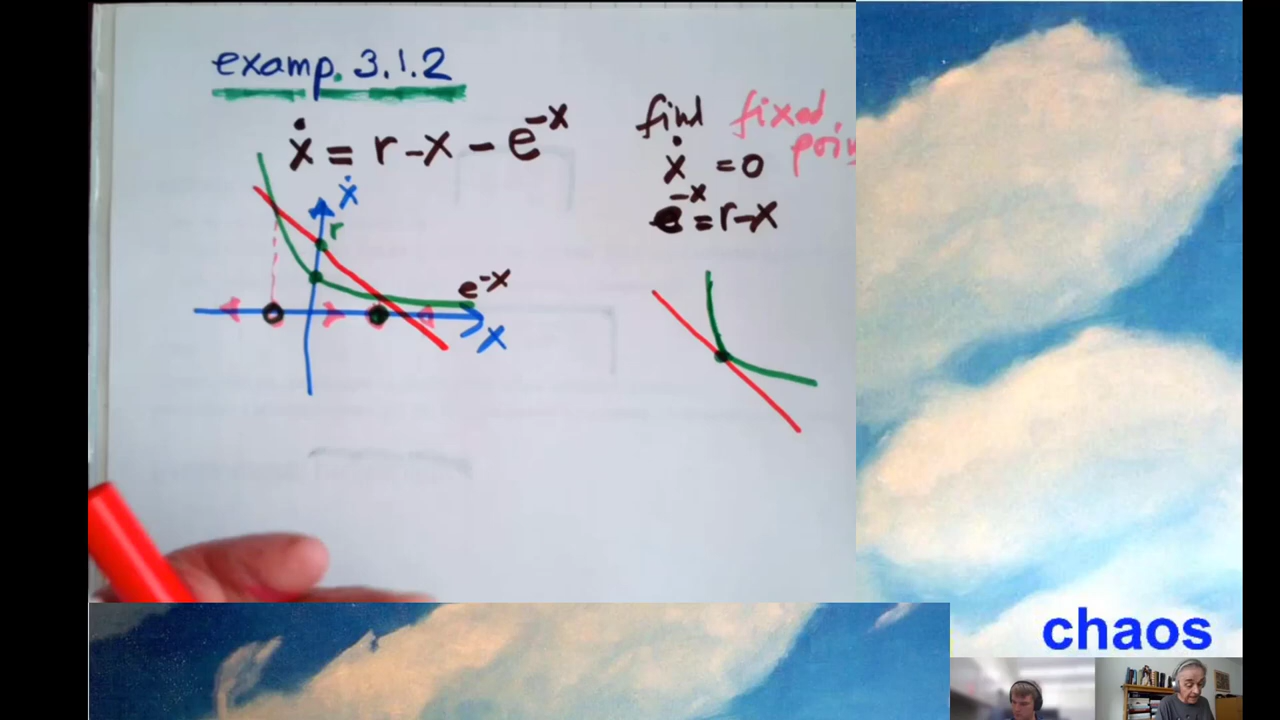 examp. 3.1.2
ẋ = r - x - e^{-x}
ẋ
r
e^{-x}
x
find fixed
ẋ = 0
e^{-x} = r - x
chaos